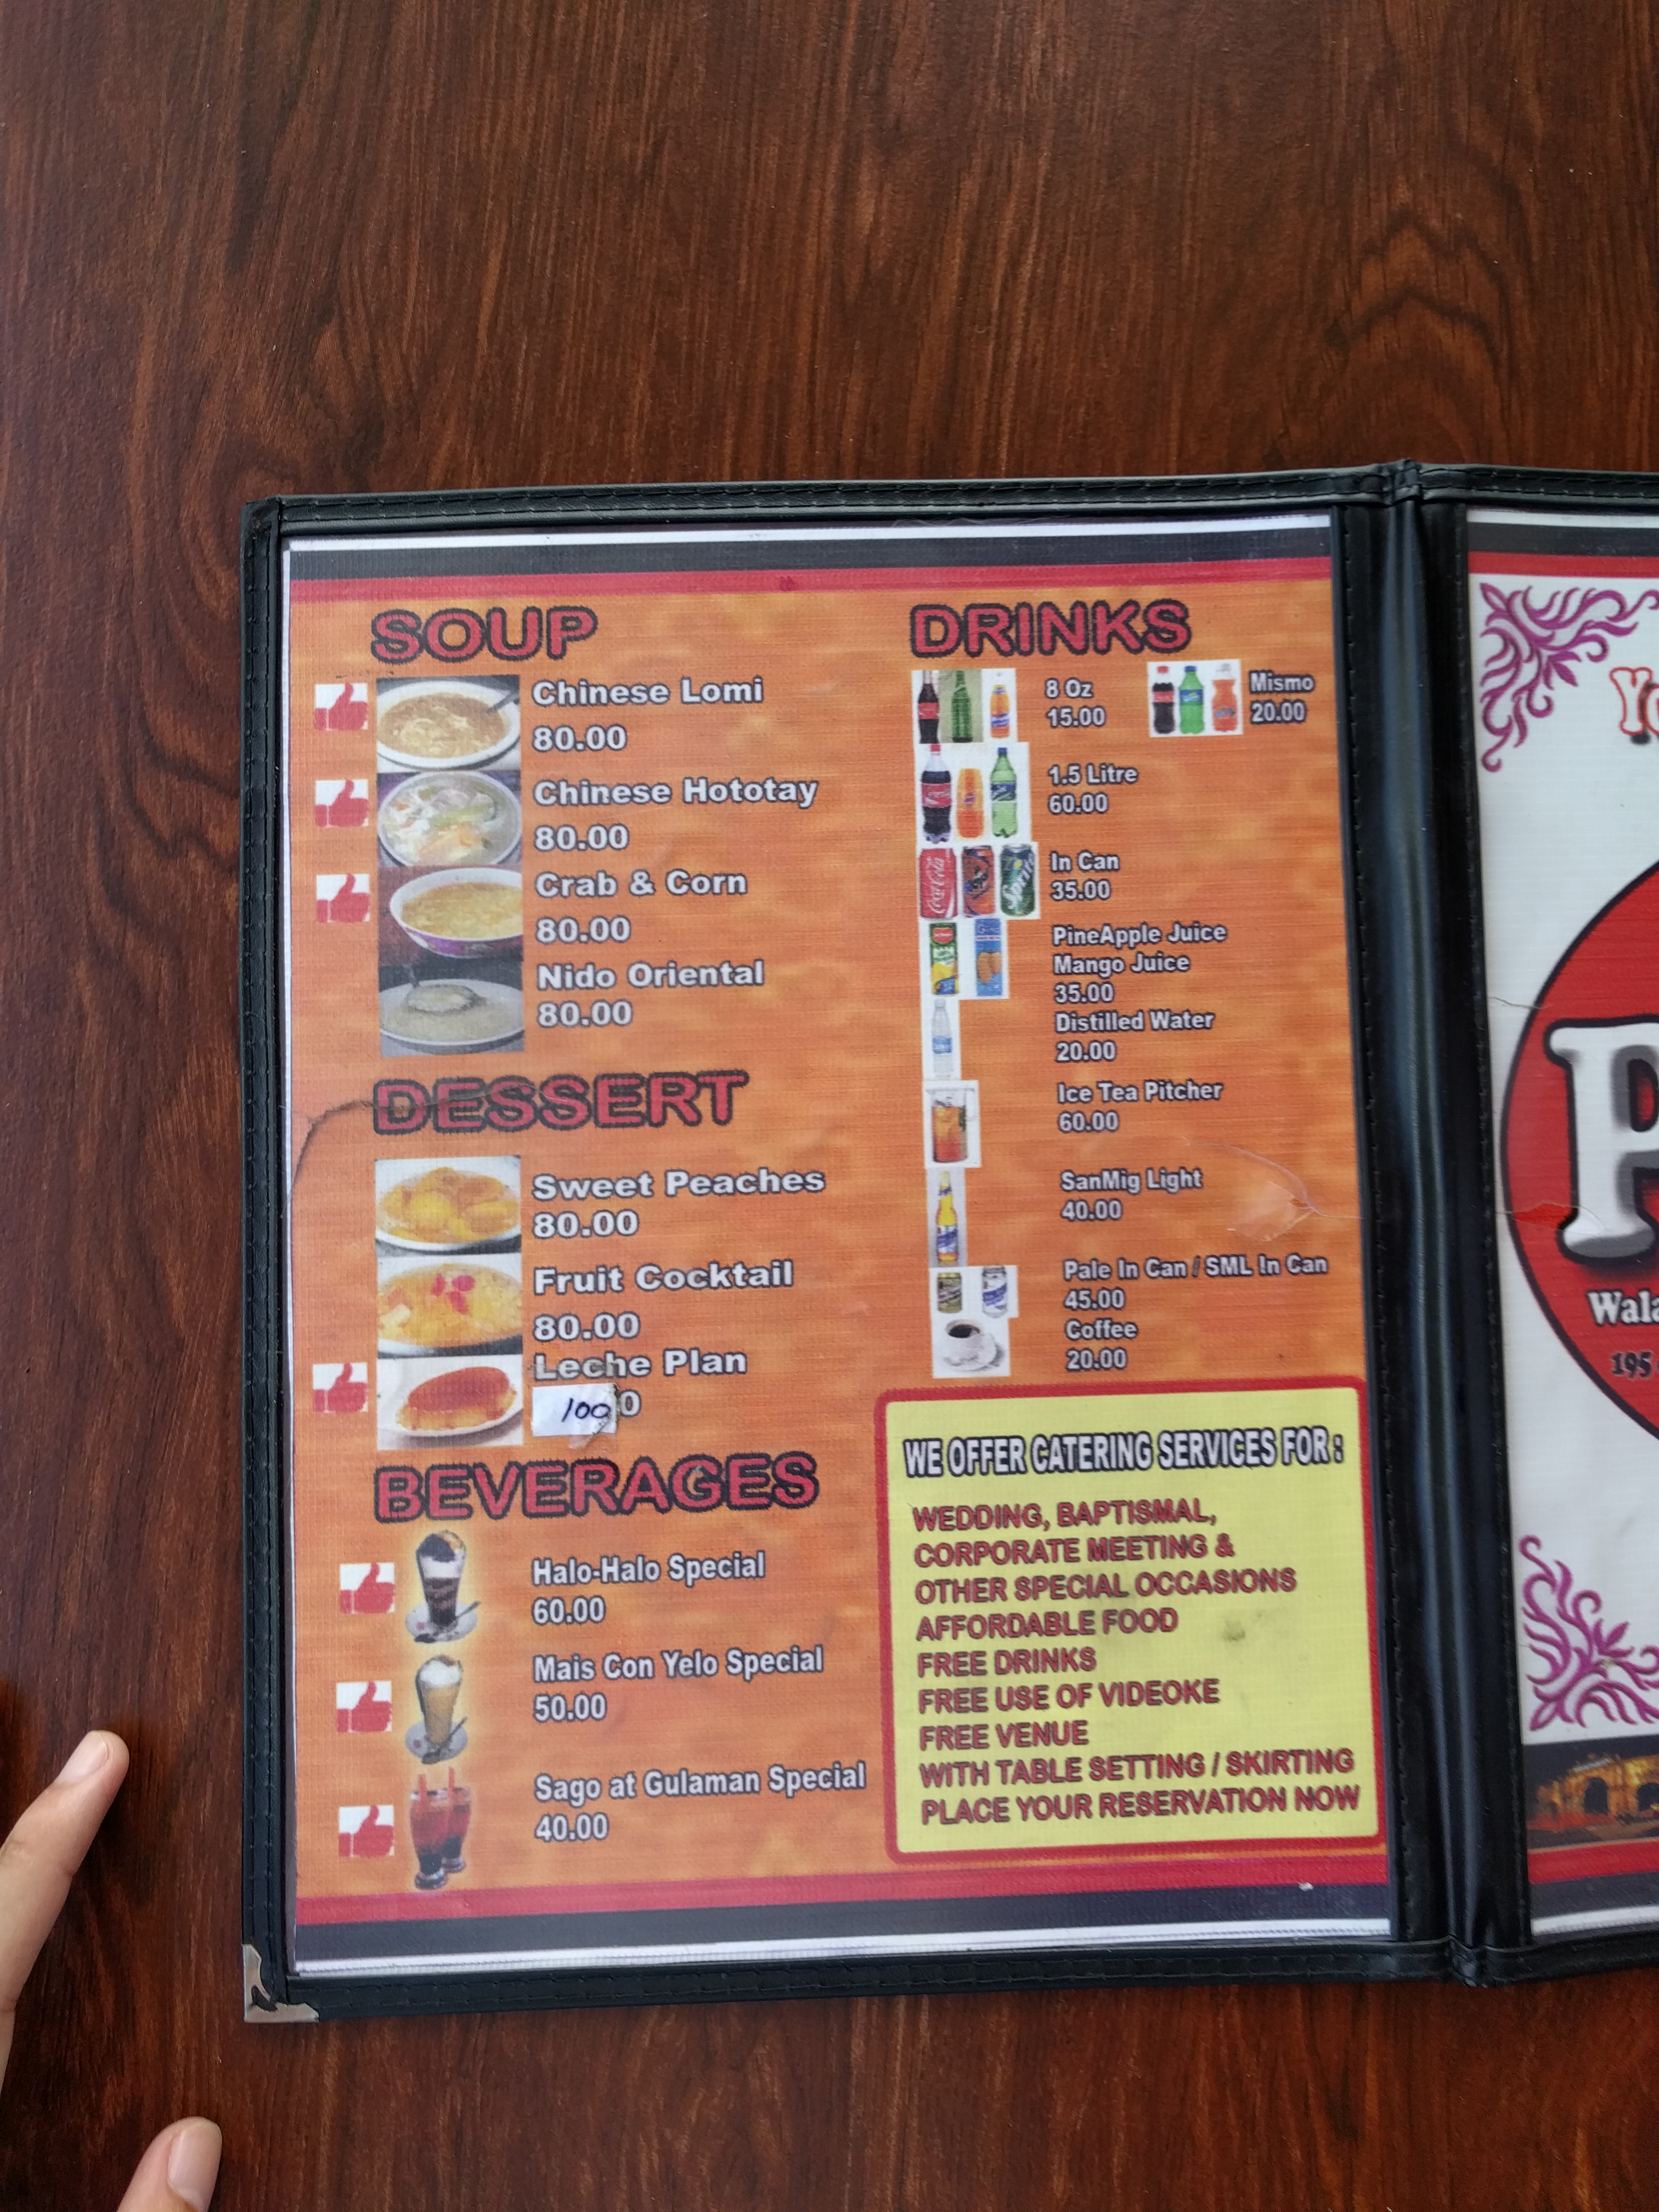 SOUP
Chinese Lomi
80.00
Chinese Hototay
80.00
Crab & Corn
80.00
Nido Oriental
80.00
DESSERT
Sweet Peaches
80.00
Fruit Cocktail
80.00
Leche Plan
100
0
BEVERAGES
Halo-Halo Special
60.00
Mais Con Yelo Special
50.00
Sago at Gulaman Special
40.00
DRINKS
8 Oz
15.00
Mismo
20.00
1.5 Litre
60.00
In Can
35.00
PineApple Juice
Mango Juice
35.00
Distilled Water
20.00
Ice Tea Pitcher
60.00
SanMig Light
40.00
Pale In Can / SML In Can
45.00
Coffee
20.00
Coca-Cola
Sprite
WE OFFER CATERING SERVICES FOR :
WEDDING, BAPTISMAL,
CORPORATE MEETING &
OTHER SPECIAL OCCASIONS
AFFORDABLE FOOD
FREE DRINKS
FREE USE OF VIDEOKE
FREE VENUE
WITH TABLE SETTING / SKIRTING
PLACE YOUR RESERVATION NOW
195